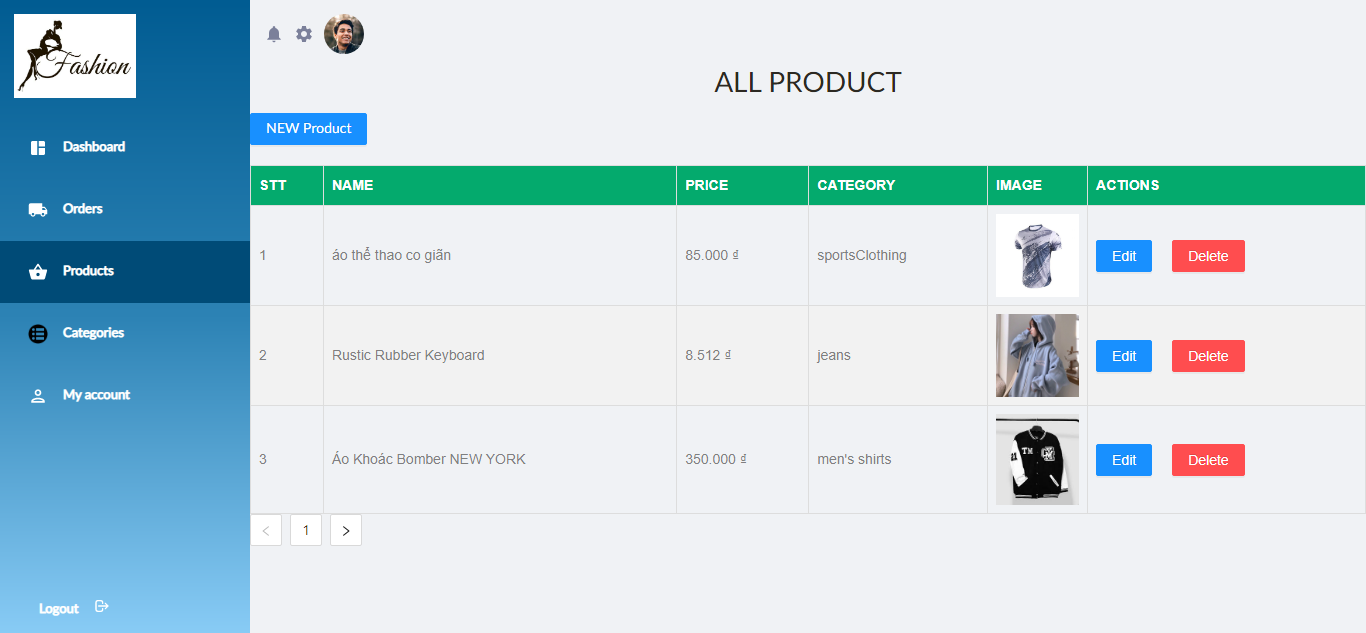 Fashion
ALL PRODUCT
NEW Product
Dashboard
Orders
Products
Categories
My account
Logout
STT NAME PRICE CATEGORY IMAGE ACTIONS
1 áo thể thao co giãn 85.000 ₫ sportsClothing Edit Delete
2 Rustic Rubber Keyboard 8.512 ₫ jeans Edit Delete
3 Áo Khoác Bomber NEW YORK 350.000 ₫ men's shirts Edit Delete
< 1 >